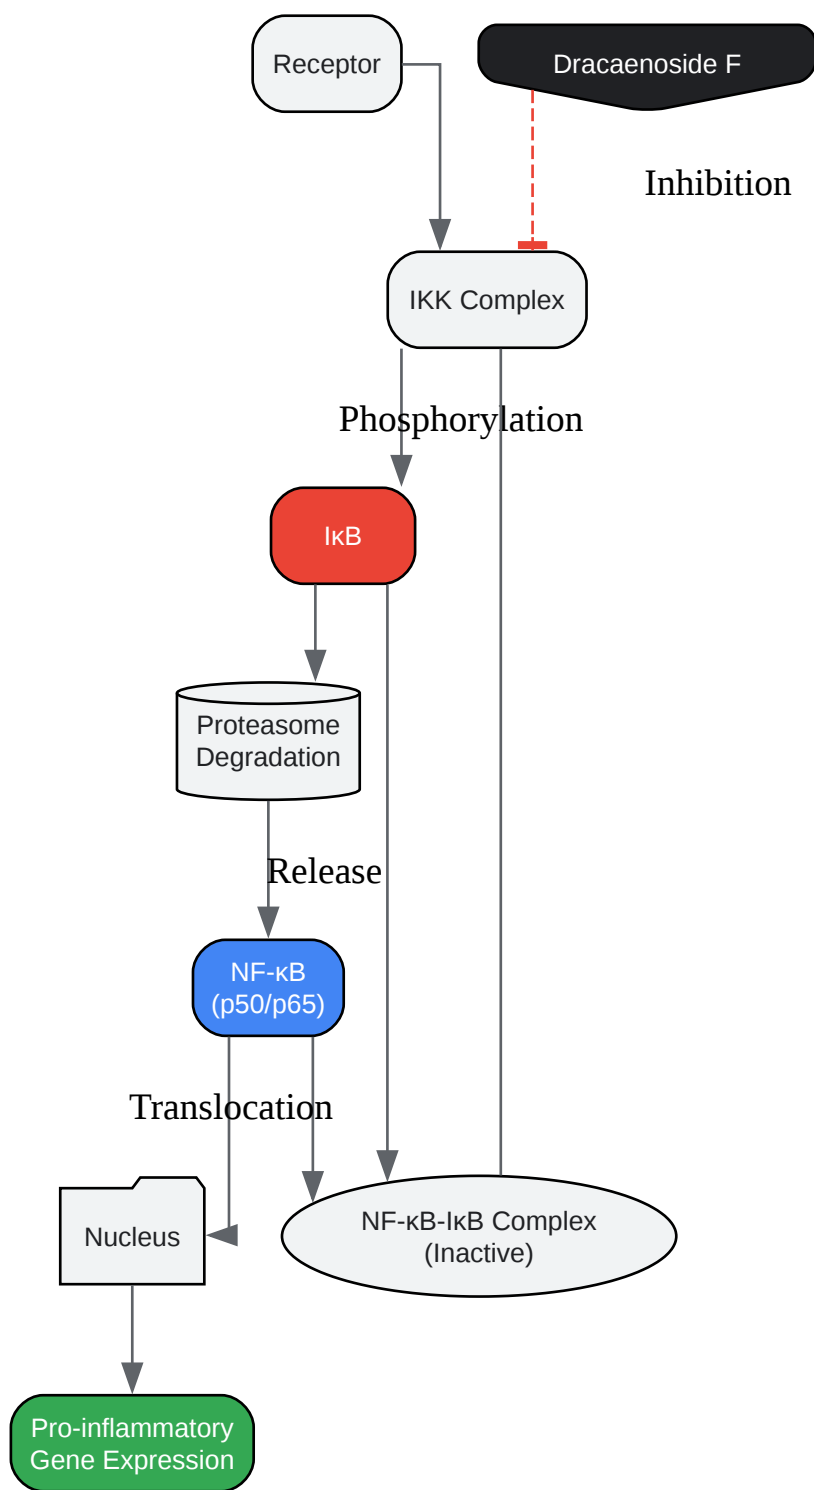 Receptor
Dracaenoside F
Inhibition
IKK Complex
Phosphorylation
IκB
Proteasome
Degradation
Release
NF-κB
(p50/p65)
Translocation
Nucleus
NF-κB-IκB Complex
(Inactive)
Pro-inflammatory
Gene Expression